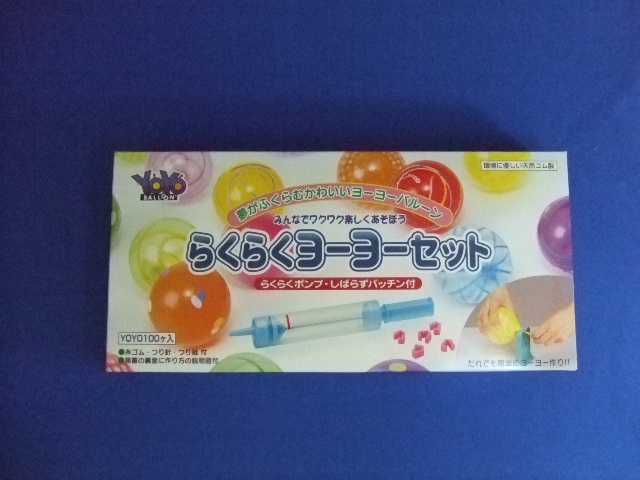 YOYO
BALLOON
環境に優しい天然ゴム製
夢がふくらむかわいいヨーヨーバルーン
みんなでワクワク楽しくあそぼう
らくらくヨーヨーセット
らくらくポンプ・しばらずパッチン付
YOYO100ヶ入
●糸ゴム・つり針・つり紙 付
の裏面に作り方の説明図付
だれでも簡単にヨーヨー作り!!